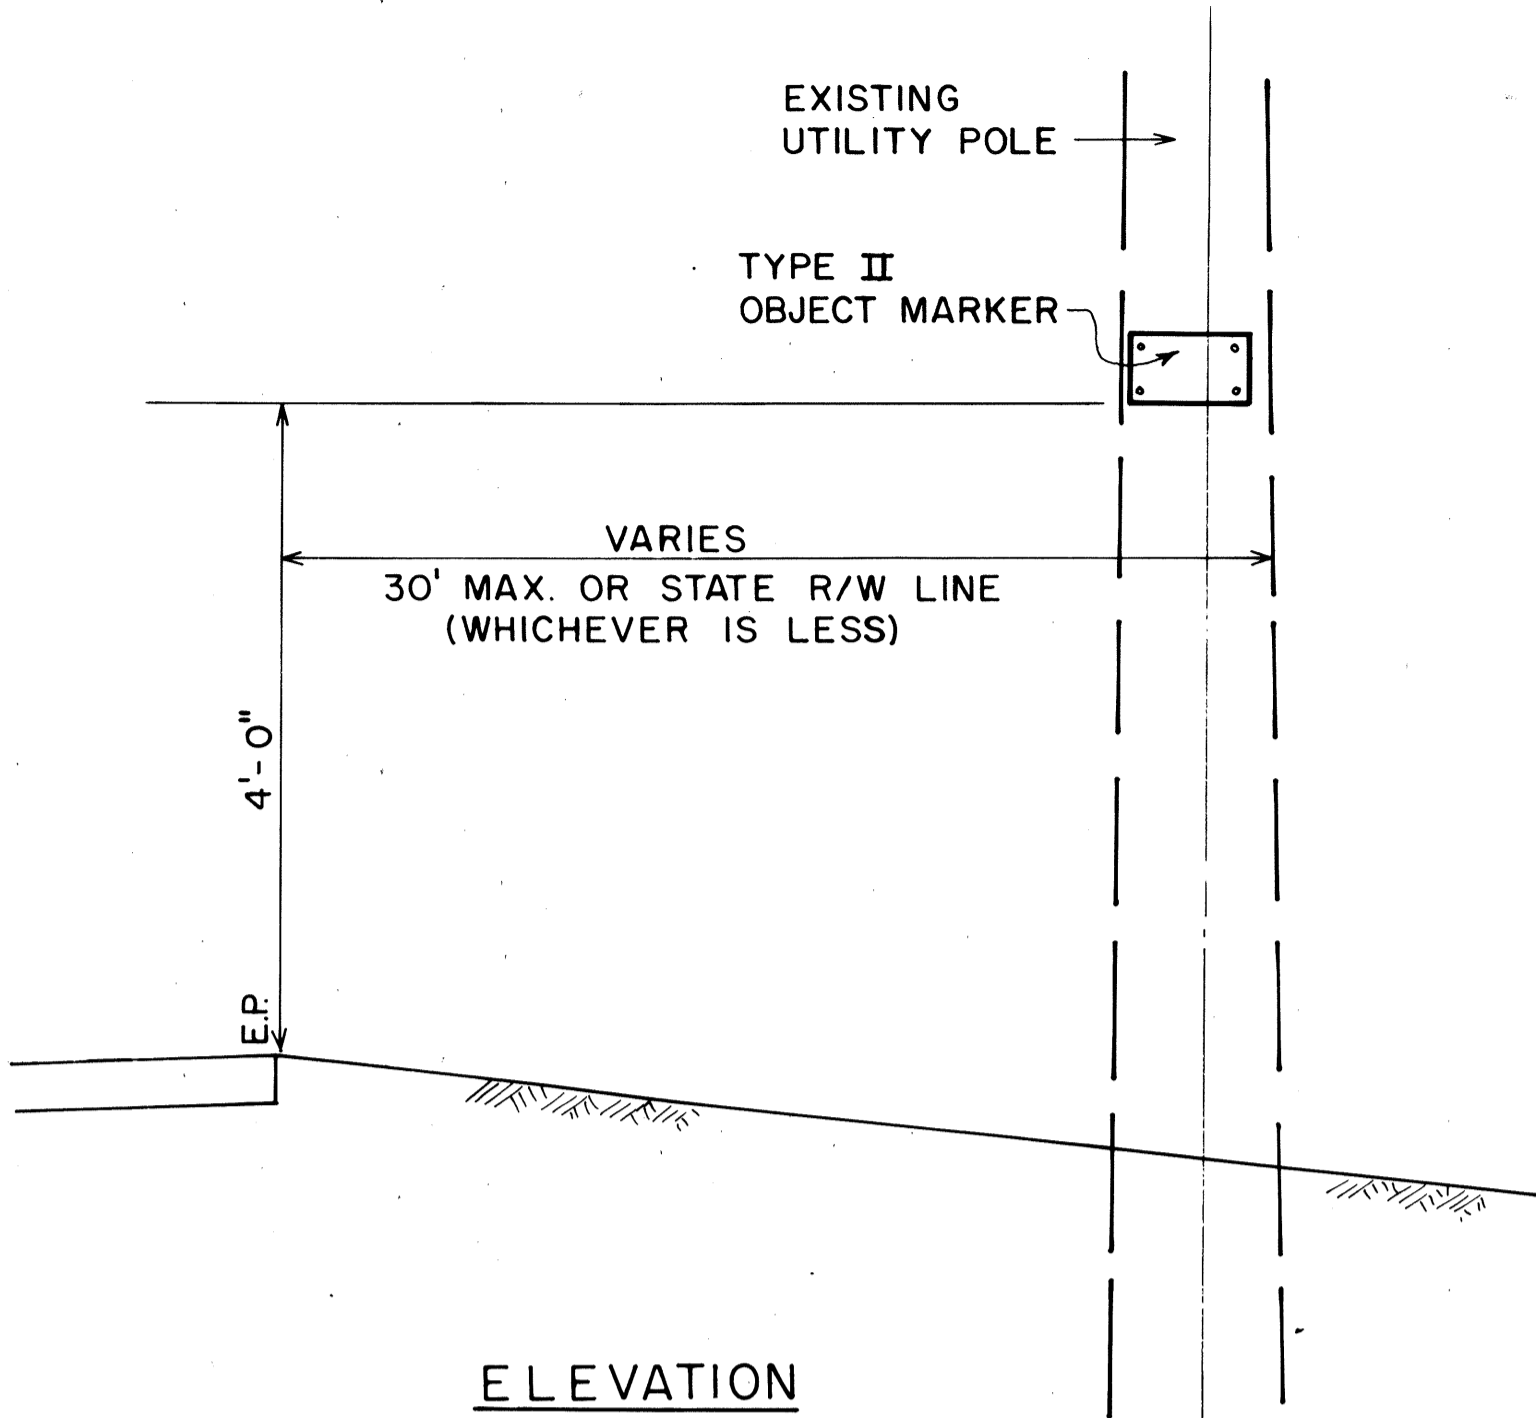 EXISTING
UTILITY POLE
TYPE II
OBJECT MARKER
VARIES
30' MAX. OR STATE R/W LINE
(WHICHEVER IS LESS)
4'-0"
E.P.
ELEVATION